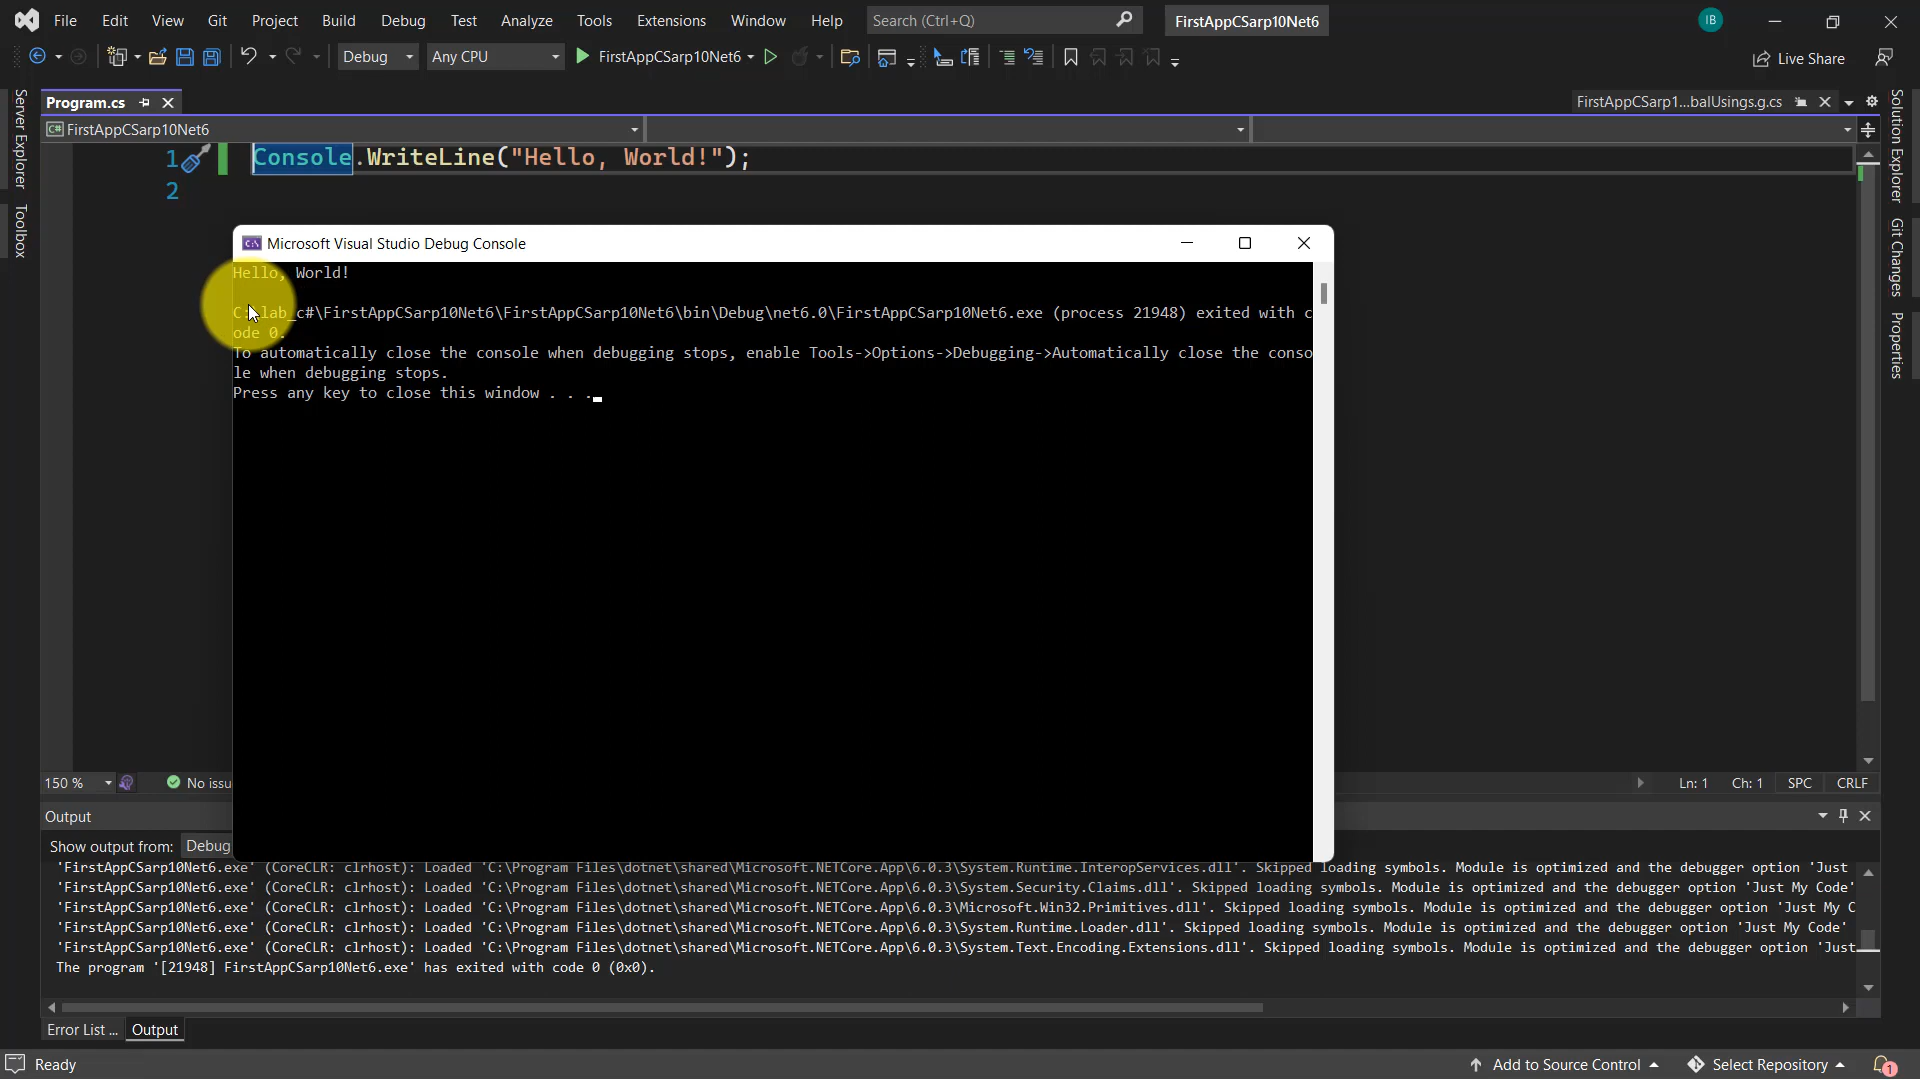 File Edit View Git Project Build Debug Test Analyze Tools Extensions Window Help Search (Ctrl+Q) FirstAppCSarp10Net6 IB
Debug Any CPU FirstAppCSarp10Net6 Live Share
Program.cs FirstAppCSarp1...balUsings.g.cs
C# FirstAppCSarp10Net6
Server Explorer
Toolbox
Solution Explorer
Git Changes
Properties
1 Console.WriteLine("Hello, World!");
2
Microsoft Visual Studio Debug Console
Hello, World!
C:\lab_c#\FirstAppCSarp10Net6\FirstAppCSarp10Net6\bin\Debug\net6.0\FirstAppCSarp10Net6.exe (process 21948) exited with c
ode 0.
To automatically close the console when debugging stops, enable Tools->Options->Debugging->Automatically close the conso
le when debugging stops.
Press any key to close this window . . .
150 % No issu Ln: 1 Ch: 1 SPC CRLF
Output
Show output from: Debug
'FirstAppCSarp10Net6.exe' (CoreCLR: clrhost): Loaded 'C:\Program Files\dotnet\shared\Microsoft.NETCore.App\6.0.3\System.Runtime.InteropServices.dll'. Skipped loading symbols. Module is optimized and the debugger option 'Just
'FirstAppCSarp10Net6.exe' (CoreCLR: clrhost): Loaded 'C:\Program Files\dotnet\shared\Microsoft.NETCore.App\6.0.3\System.Security.Claims.dll'. Skipped loading symbols. Module is optimized and the debugger option 'Just My Code'
'FirstAppCSarp10Net6.exe' (CoreCLR: clrhost): Loaded 'C:\Program Files\dotnet\shared\Microsoft.NETCore.App\6.0.3\Microsoft.Win32.Primitives.dll'. Skipped loading symbols. Module is optimized and the debugger option 'Just My C
'FirstAppCSarp10Net6.exe' (CoreCLR: clrhost): Loaded 'C:\Program Files\dotnet\shared\Microsoft.NETCore.App\6.0.3\System.Runtime.Loader.dll'. Skipped loading symbols. Module is optimized and the debugger option 'Just My Code'
'FirstAppCSarp10Net6.exe' (CoreCLR: clrhost): Loaded 'C:\Program Files\dotnet\shared\Microsoft.NETCore.App\6.0.3\System.Text.Encoding.Extensions.dll'. Skipped loading symbols. Module is optimized and the debugger option 'Just
The program '[21948] FirstAppCSarp10Net6.exe' has exited with code 0 (0x0).
Error List ... Output
Ready Add to Source Control Select Repository 1